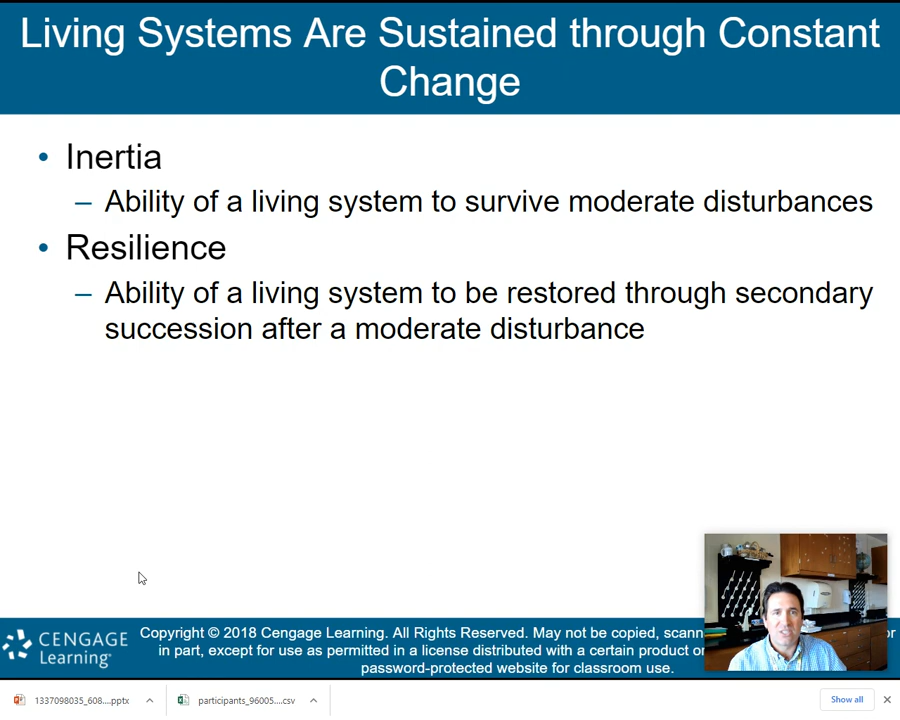 Living Systems Are Sustained through Constant
Change
• Inertia
– Ability of a living system to survive moderate disturbances
• Resilience
– Ability of a living system to be restored through secondary
succession after a moderate disturbance
CENGAGE
Learning®
Copyright © 2018 Cengage Learning. All Rights Reserved. May not be copied, scann or
in part, except for use as permitted in a license distributed with a certain product or
password-protected website for classroom use.
1337098035_608....pptx
participants_96005....csv
Show all